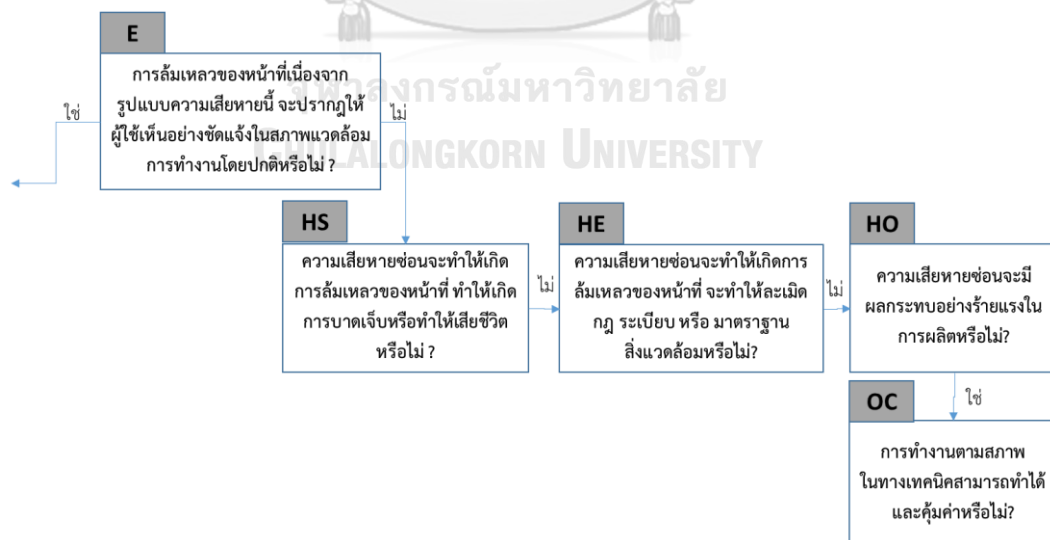 E
การล้มเหลวของหน้าที่เนื่องจาก
รูปแบบความเสียหายนี้ จะปรากฏให้
ผู้ใช้เห็นอย่างชัดแจ้งในสภาพแวดล้อม
การทำงานโดยปกติหรือไม่ ?
ใช่
ไม่
จุฬาลงกรณ์มหาวิทยาลัย
CHULALONGKORN UNIVERSITY
HS
ความเสียหายซ่อนจะทำให้เกิด
การล้มเหลวของหน้าที่ ทำให้เกิด
การบาดเจ็บหรือทำให้เสียชีวิต
หรือไม่ ?
ไม่
HE
ความเสียหายซ่อนจะทำให้เกิดการ
ล้มเหลวของหน้าที่ จะทำให้ละเมิด
กฎ ระเบียบ หรือ มาตราฐาน
สิ่งแวดล้อมหรือไม่?
ไม่
HO
ความเสียหายซ่อนจะมี
ผลกระทบอย่างร้ายแรงใน
การผลิตหรือไม่?
ใช่
OC
การทำงานตามสภาพ
ในทางเทคนิคสามารถทำได้
และคุ้มค่าหรือไม่?